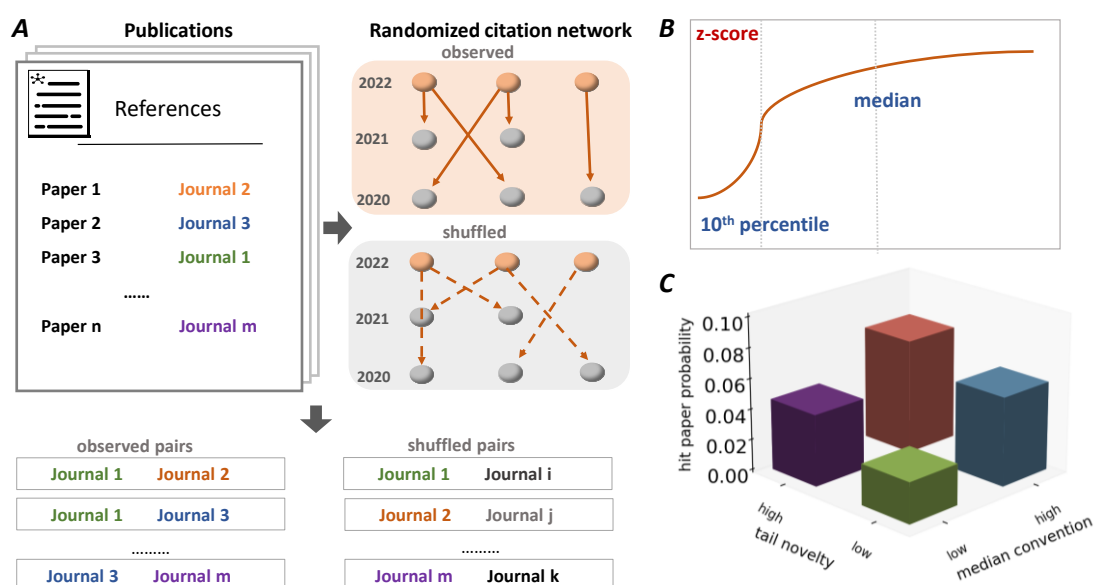 A
Publications
References
Paper 1 Journal 2
Paper 2 Journal 3
Paper 3 Journal 1
......
Paper n Journal m
Randomized citation network
observed
2022
2021
2020
shuffled
2022
2021
2020
observed pairs
Journal 1 Journal 2
Journal 1 Journal 3
.........
Journal 3 Journal m
shuffled pairs
Journal 1 Journal i
Journal 2 Journal j
.........
Journal m Journal k
B
z-score
median
10th percentile
C
hit paper probability
0.10
0.08
0.06
0.04
0.02
0.00
high
low
tail novelty
low
high
median convention